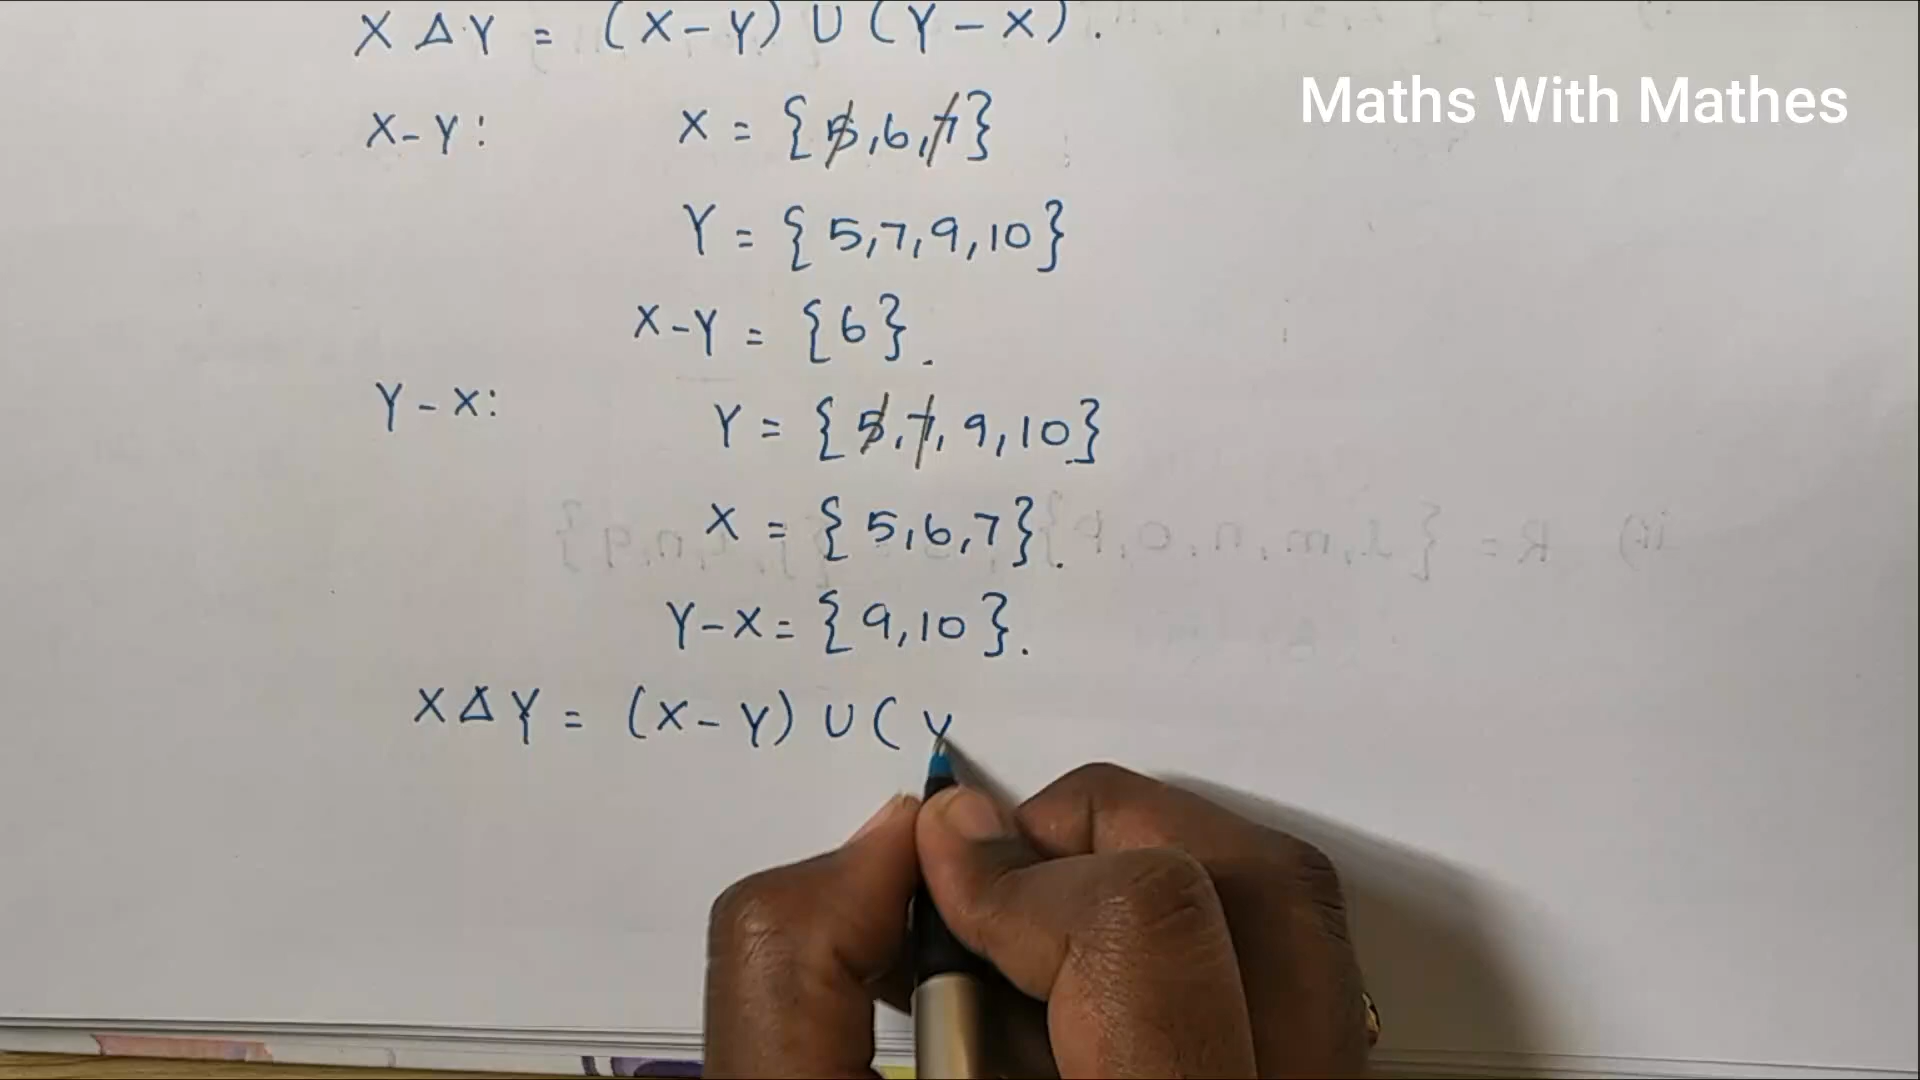 X Δ Y = (X - Y) ∪ (Y - X).
Maths With Mathes
X - Y : X = {5, 6, 7}
Y = {5, 7, 9, 10}
X - Y = {6}.
Y - X : Y = {5, 7, 9, 10}
X = {5, 6, 7}.
Y - X = {9, 10}.
X Δ Y = (X - Y) ∪ ( Y